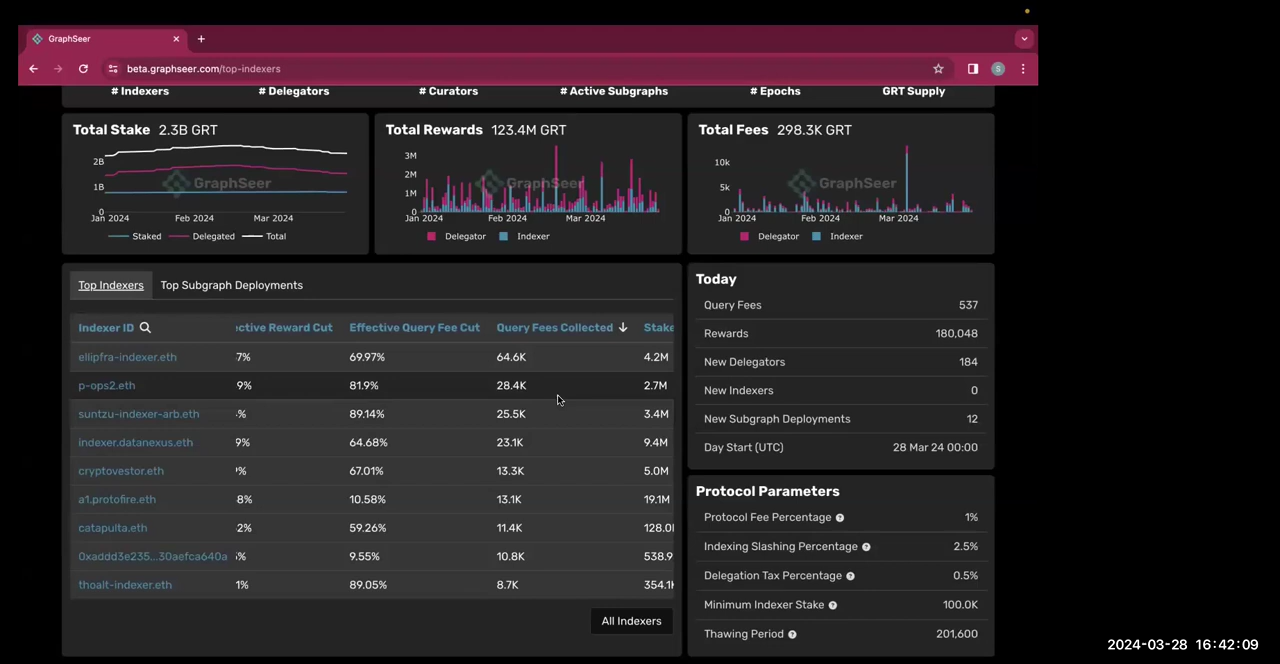 GraphSeer
beta.graphseer.com/top-indexers
S
# Indexers # Delegators # Curators # Active Subgraphs # Epochs GRT Supply
Total Stake 2.3B GRT
2B
1B
0
Jan 2024 Feb 2024 Mar 2024
GraphSeer
Staked Delegated Total
Total Rewards 123.4M GRT
3M
2M
1M
0
Jan 2024 Feb 2024 Mar 2024
GraphSeer
Delegator Indexer
Total Fees 298.3K GRT
10k
5k
0
Jan 2024 Feb 2024 Mar 2024
GraphSeer
Delegator Indexer
Top Indexers Top Subgraph Deployments
Indexer ID ctive Reward Cut Effective Query Fee Cut Query Fees Collected Stake
ellipfra-indexer.eth 7% 69.97% 64.6K 4.2M
p-ops2.eth 9% 81.9% 28.4K 2.7M
suntzu-indexer-arb.eth % 89.14% 25.5K 3.4M
indexer.datanexus.eth 9% 64.68% 23.1K 9.4M
cryptovestor.eth % 67.01% 13.3K 5.0M
a1.protofire.eth 8% 10.58% 13.1K 19.1M
catapulta.eth 2% 59.26% 11.4K 128.0
0xaddd3e235...30aefca640a % 9.55% 10.8K 538.9
thoalt-indexer.eth 1% 89.05% 8.7K 354.1
All Indexers
Today
Query Fees 537
Rewards 180,048
New Delegators 184
New Indexers 0
New Subgraph Deployments 12
Day Start (UTC) 28 Mar 24 00:00
Protocol Parameters
Protocol Fee Percentage ? 1%
Indexing Slashing Percentage ? 2.5%
Delegation Tax Percentage ? 0.5%
Minimum Indexer Stake ? 100.0K
Thawing Period ? 201,600
2024-03-28 16:42:09